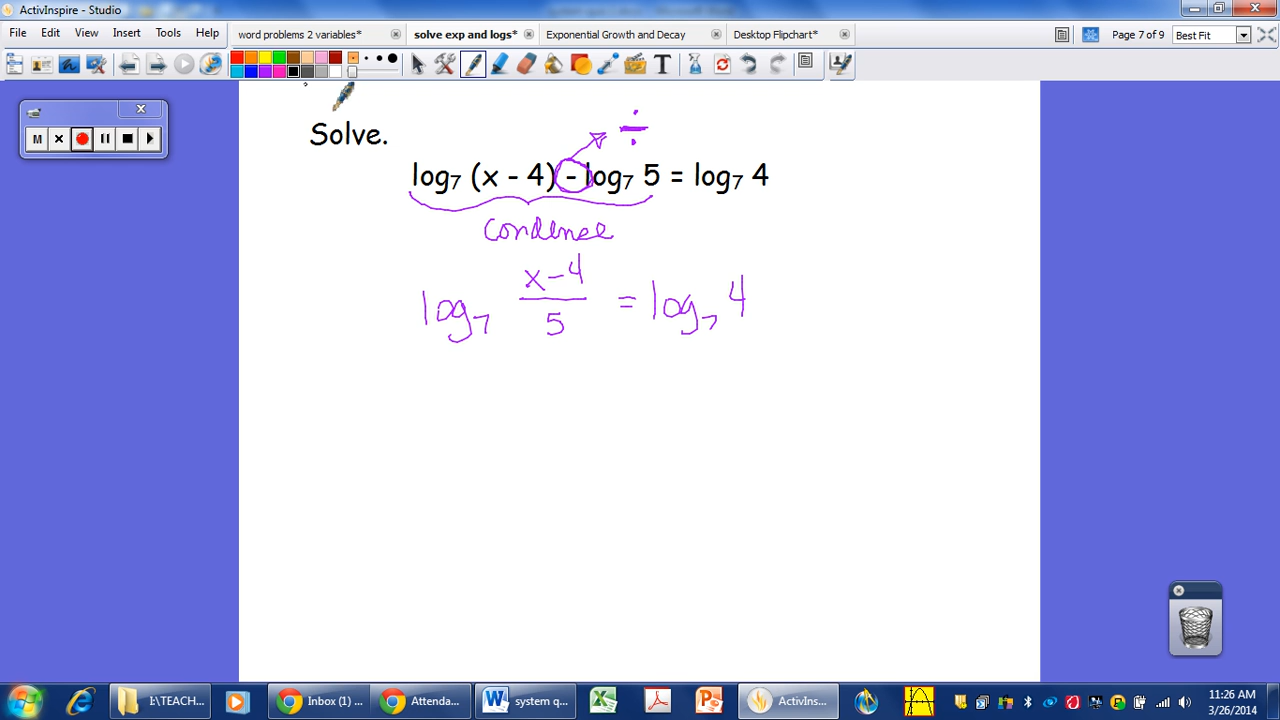 ActivInspire - Studio
File Edit View Insert Tools Help
word problems 2 variables* solve exp and logs* Exponential Growth and Decay Desktop Flipchart*
Page 7 of 9 Best Fit
M
Solve.
÷
log₇ (x - 4) - log₇ 5 = log₇ 4
condense
log₇ (x-4)/5 = log₇ 4
I:\TEACH... Inbox (1) ... Attenda... system q... ActivIns...
11:26 AM
3/26/2014